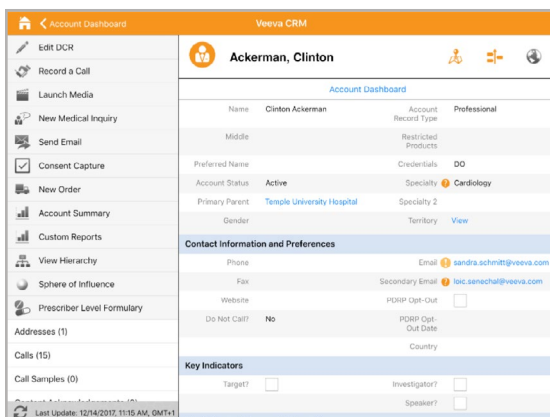 Account Dashboard
Veeva CRM
Edit DCR
Record a Call
Launch Media
New Medical Inquiry
Send Email
Consent Capture
New Order
Account Summary
Custom Reports
View Hierarchy
Sphere of Influence
Prescriber Level Formulary
Addresses (1)
Calls (15)
Call Samples (0)
Last Update: 12/14/2017, 11:15 AM, GMT+1
Ackerman, Clinton
Account Dashboard
Name Clinton Ackerman Account Record Type Professional
Middle Restricted Products
Preferred Name Credentials DO
Account Status Active Specialty Cardiology
Primary Parent Temple University Hospital Specialty 2
Gender Territory View
Contact Information and Preferences
Phone Email sandra.schmitt@veeva.com
Fax Secondary Email loic.senechal@veeva.com
Website PDRP Opt-Out
Do Not Call? No PDRP Opt-Out Date
Country
Key Indicators
Target? Investigator?
Speaker?